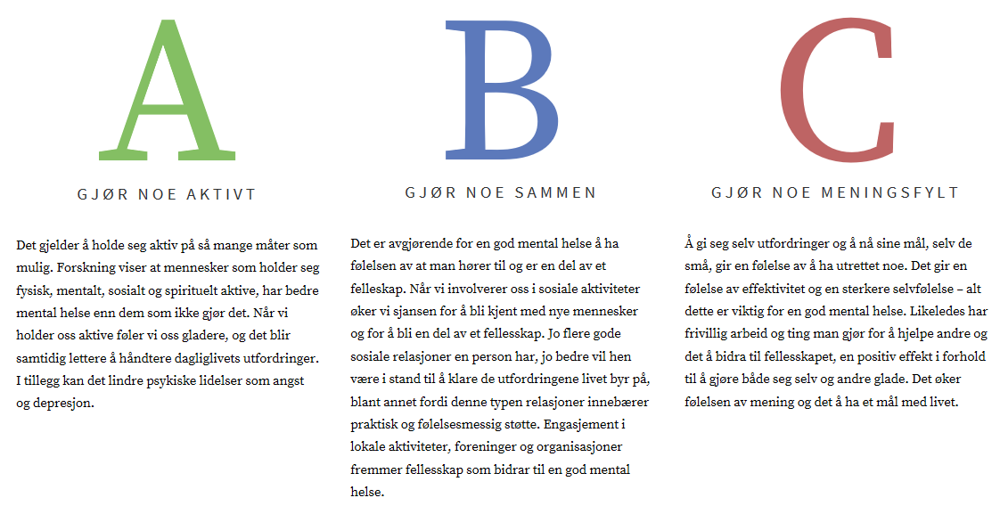 A
GJØR NOE AKTIVT
Det gjelder å holde seg aktiv på så mange måter som
mulig. Forskning viser at mennesker som holder seg
fysisk, mentalt, sosialt og spirituelt aktive, har bedre
mental helse enn dem som ikke gjør det. Når vi
holder oss aktive føler vi oss gladere, og det blir
samtidig lettere å håndtere dagliglivets utfordringer.
I tillegg kan det lindre psykiske lidelser som angst
og depresjon.
B
GJØR NOE SAMMEN
Det er avgjørende for en god mental helse å ha
følelsen av at man hører til og er en del av et
felleskap. Når vi involverer oss i sosiale aktiviteter
øker vi sjansen for å bli kjent med nye mennesker
og for å bli en del av et fellesskap. Jo flere gode
sosiale relasjoner en person har, jo bedre vil hen
være i stand til å klare de utfordringene livet byr på,
blant annet fordi denne typen relasjoner innebærer
praktisk og følelsesmessig støtte. Engasjement i
lokale aktiviteter, foreninger og organisasjoner
fremmer fellesskap som bidrar til en god mental
helse.
C
GJØR NOE MENINGSFYLT
Å gi seg selv utfordringer og å nå sine mål, selv de
små, gir en følelse av å ha utrettet noe. Det gir en
følelse av effektivitet og en sterkere selvfølelse – alt
dette er viktig for en god mental helse. Likeledes har
frivillig arbeid og ting man gjør for å hjelpe andre og
det å bidra til fellesskapet, en positiv effekt i forhold
til å gjøre både seg selv og andre glade. Det øker
følelsen av mening og det å ha et mål med livet.